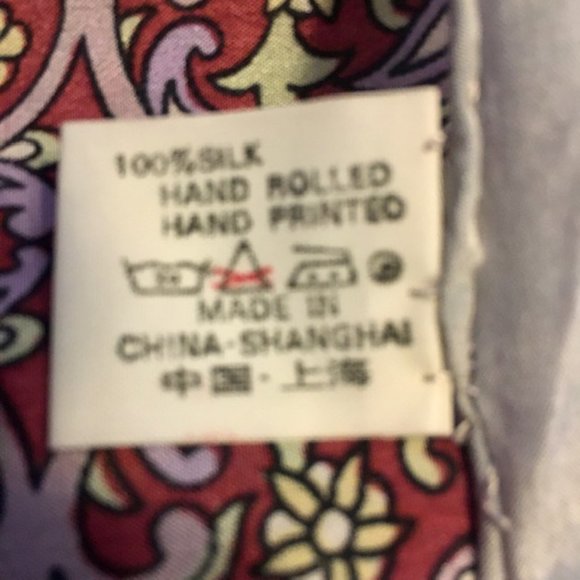 100% SILK
HAND ROLLED
HAND PRINTED
MADE IN
CHINA-SHANGHAI
中国·上海